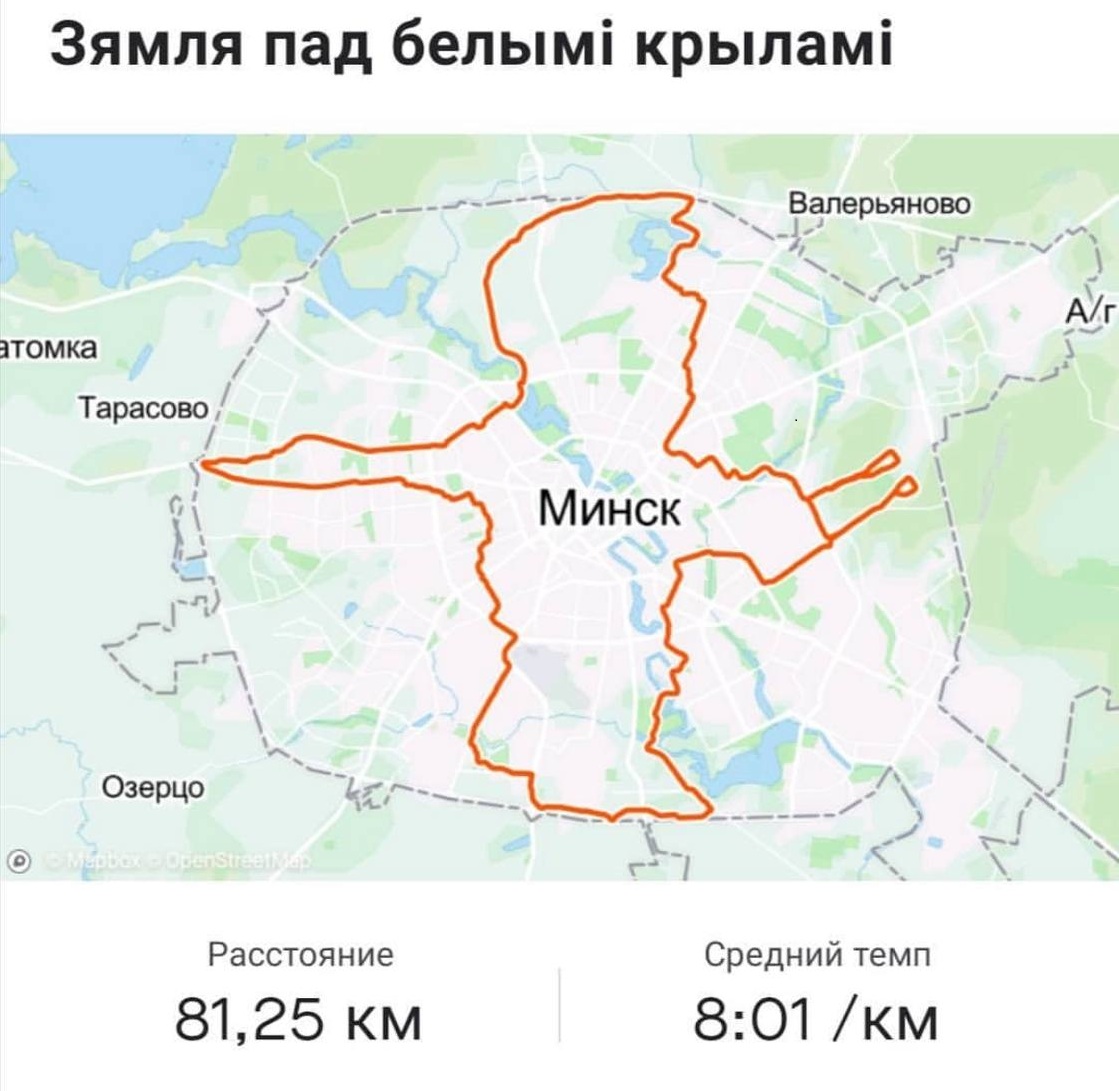 Зямля пад белымі крыламі
Валерьяново
А/г
атомка
Тарасово
Минск
Озерцо
© Mapbox © OpenStreetMap
Расстояние
Средний темп
81,25 км
8:01 /км